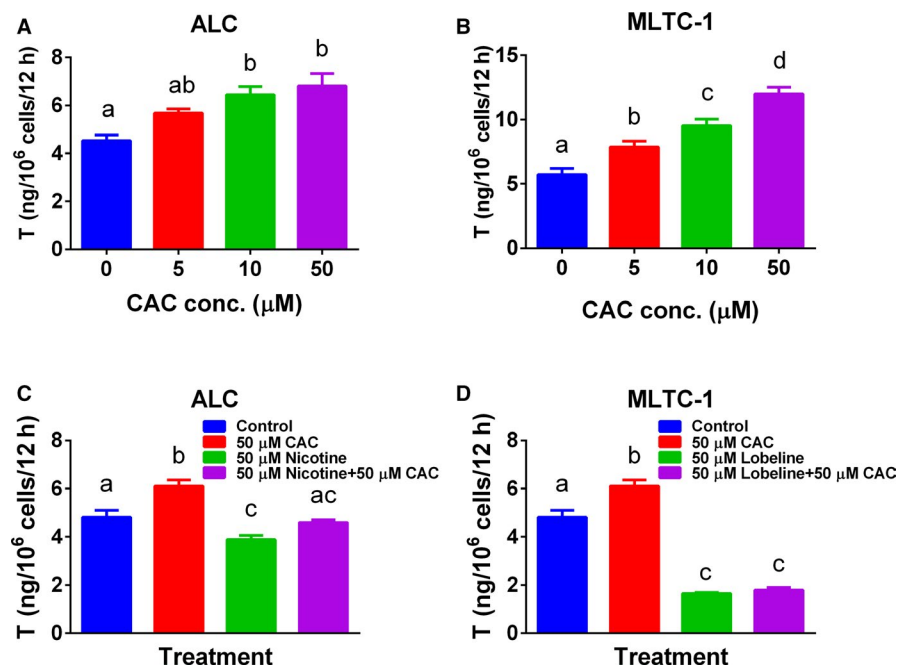 A
ALC
T (ng/10⁶ cells/12 h)
8
6
4
2
0
a
ab
b
b
0 5 10 50
CAC conc. (μM)
B
MLTC-1
T (ng/10⁶ cells/12 h)
15
10
5
0
a
b
c
d
0 5 10 50
CAC conc. (μM)
C
ALC
T (ng/10⁶ cells/12 h)
8
6
4
2
0
Control
50 μM CAC
50 μM Nicotine
50 μM Nicotine+50 μM CAC
a
b
c
ac
Treatment
D
MLTC-1
T (ng/10⁶ cells/12 h)
8
6
4
2
0
Control
50 μM CAC
50 μM Lobeline
50 μM Lobeline+50 μM CAC
a
b
c
c
Treatment